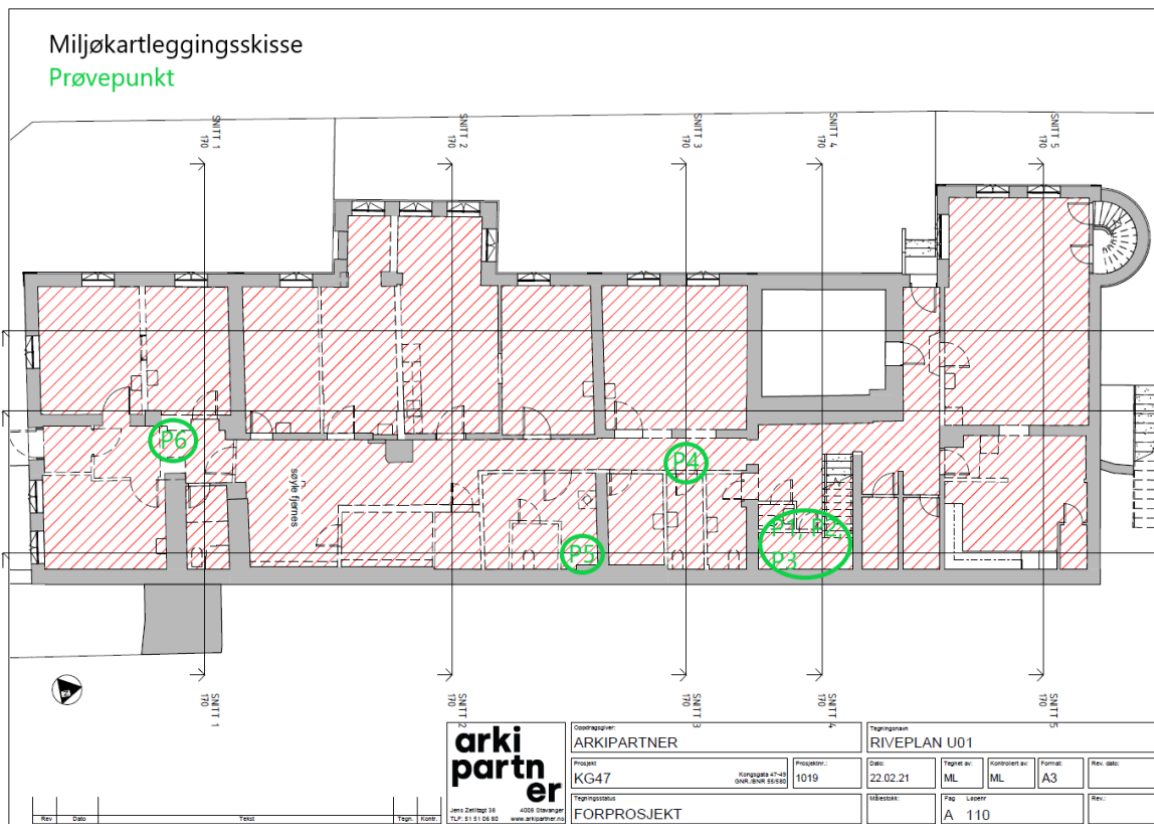 Miljøkartleggingsskisse
Prøvepunkt
SNITT 1
170
SNITT 2
170
SNITT 3
170
SNITT 4
170
SNITT 5
170
P6
P4
søyle fjernes
P1, P2,
P5
P3
SNITT 1
170
SNITT 2
170
SNITT 3
170
SNITT 4
170
SNITT 5
170
arki
partn
er
Jens Zetlitzgt 38
4008 Stavanger
TLF: 51 51 06 80
www.arkipartner.no
Oppdragsgiver:
ARKIPARTNER
Tegningsnavn
RIVEPLAN U01
Prosjekt
KG47
Kongsgata 47-49
Prosjektnr.:
1019
Dato:
22.02.21
Tegnet av:
ML
Kontrollert av:
ML
Format:
A3
Rev. dato:
Tegningsstatus
FORPROSJEKT
Målestokk:
Fag
Løpenr
A 110
Rev.:
Rev
Dato
Tekst
Tegn.
Kontr.